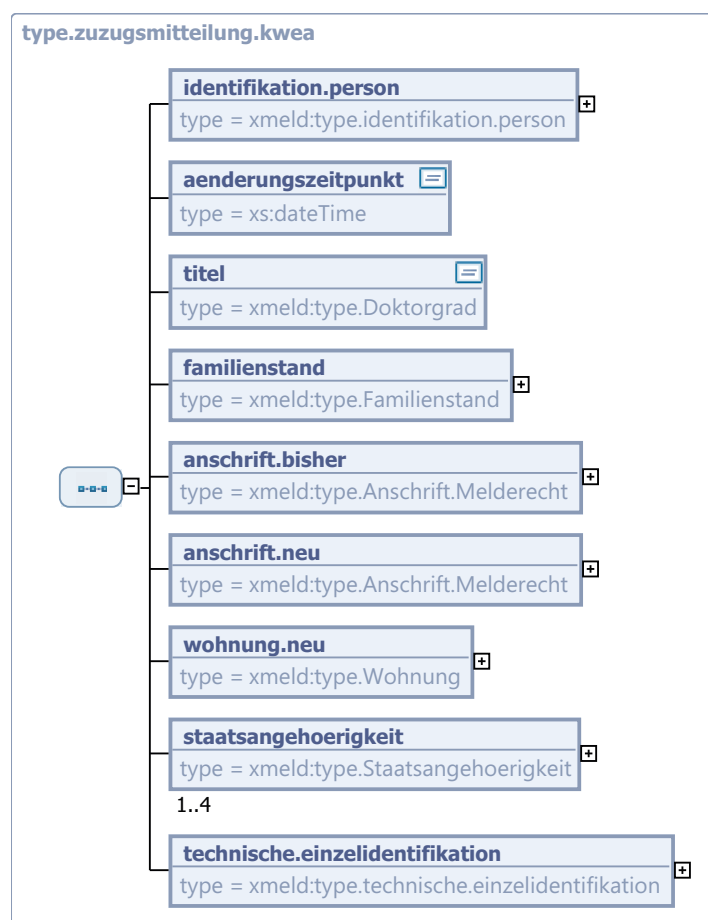 type.zuzugsmitteilung.kwea
identifikation.person
type = xmeld:type.identifikation.person
aenderungszeitpunkt
type = xs:dateTime
titel
type = xmeld:type.Doktorgrad
familienstand
type = xmeld:type.Familienstand
anschrift.bisher
type = xmeld:type.Anschrift.Melderecht
anschrift.neu
type = xmeld:type.Anschrift.Melderecht
wohnung.neu
type = xmeld:type.Wohnung
staatsangehoerigkeit
type = xmeld:type.Staatsangehoerigkeit
1..4
technische.einzelidentifikation
type = xmeld:type.technische.einzelidentifikation